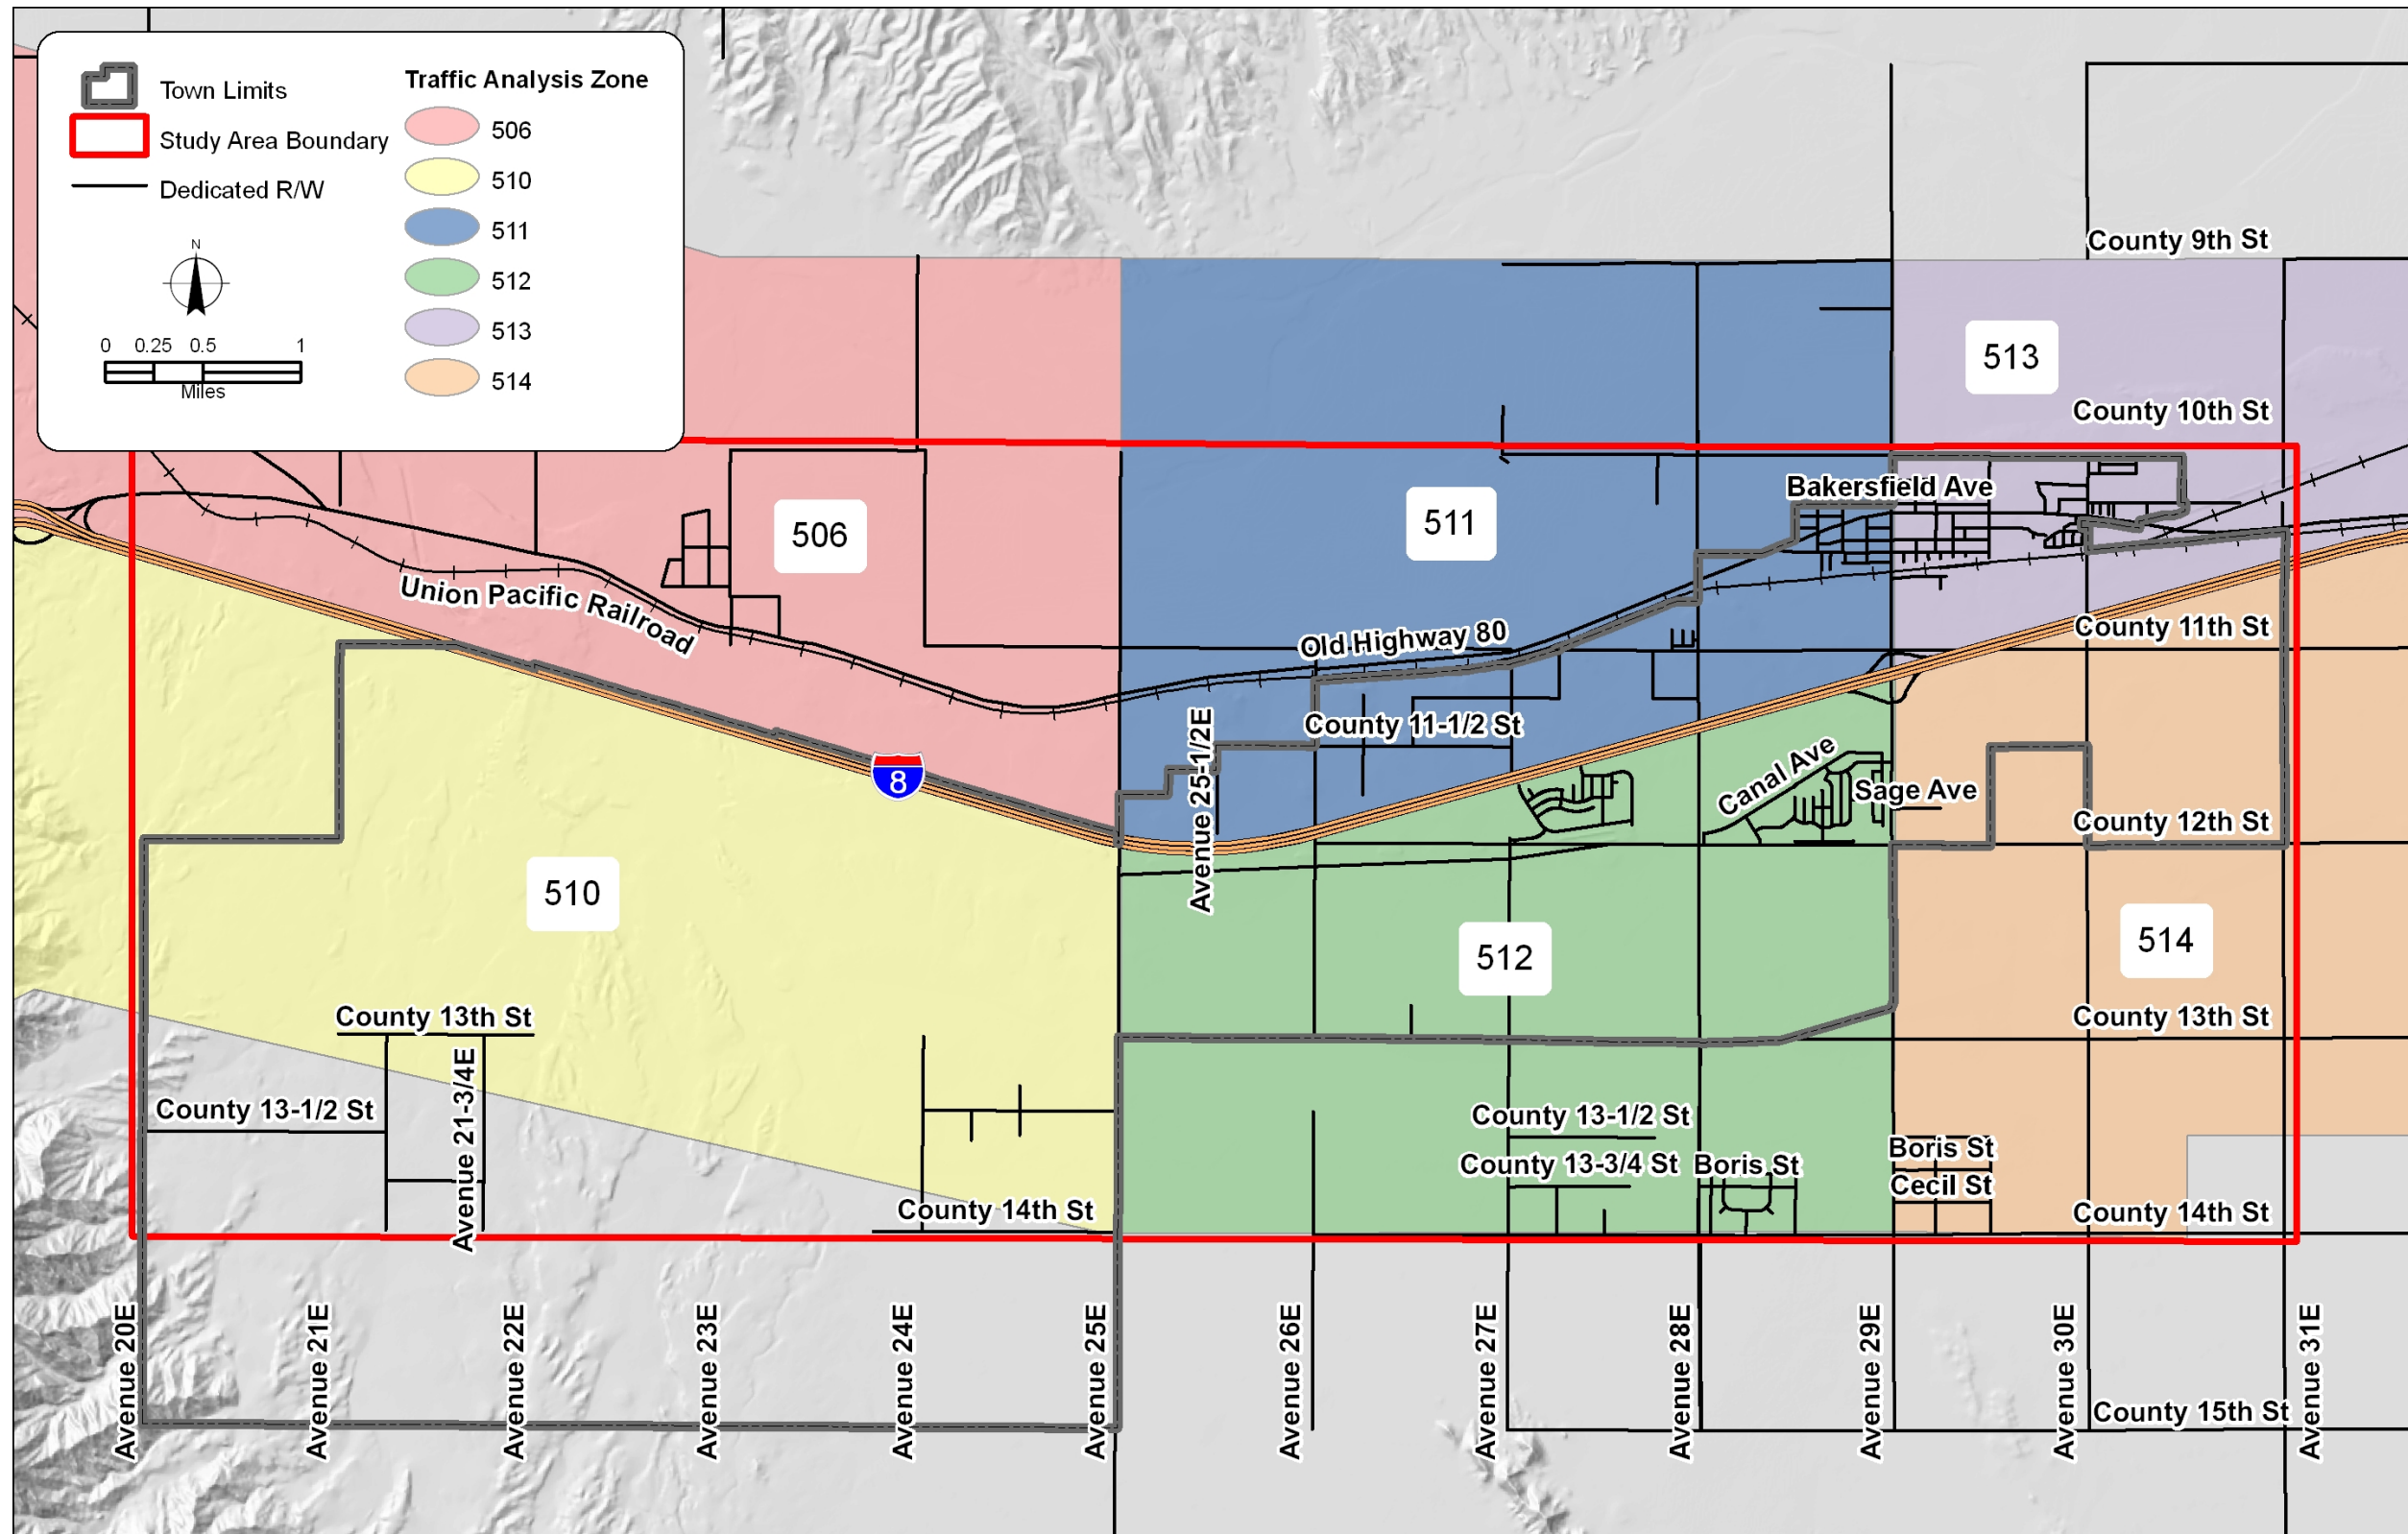 Town Limits
Study Area Boundary
Dedicated R/W
N
0 0.25 0.5 1
Miles
Traffic Analysis Zone
506
510
511
512
513
514
County 9th St
513
County 10th St
Bakersfield Ave
511
506
Union Pacific Railroad
Old Highway 80
County 11th St
County 11-1/2 St
Avenue 25-1/2E
8
Canal Ave
Sage Ave
County 12th St
510
512
514
County 13th St
County 13th St
County 13-1/2 St
Avenue 21-3/4E
County 13-1/2 St
County 13-3/4 St
Boris St
Boris St
Cecil St
County 14th St
County 14th St
Avenue 20E
Avenue 21E
Avenue 22E
Avenue 23E
Avenue 24E
Avenue 25E
Avenue 26E
Avenue 27E
Avenue 28E
Avenue 29E
Avenue 30E
Avenue 31E
County 15th St